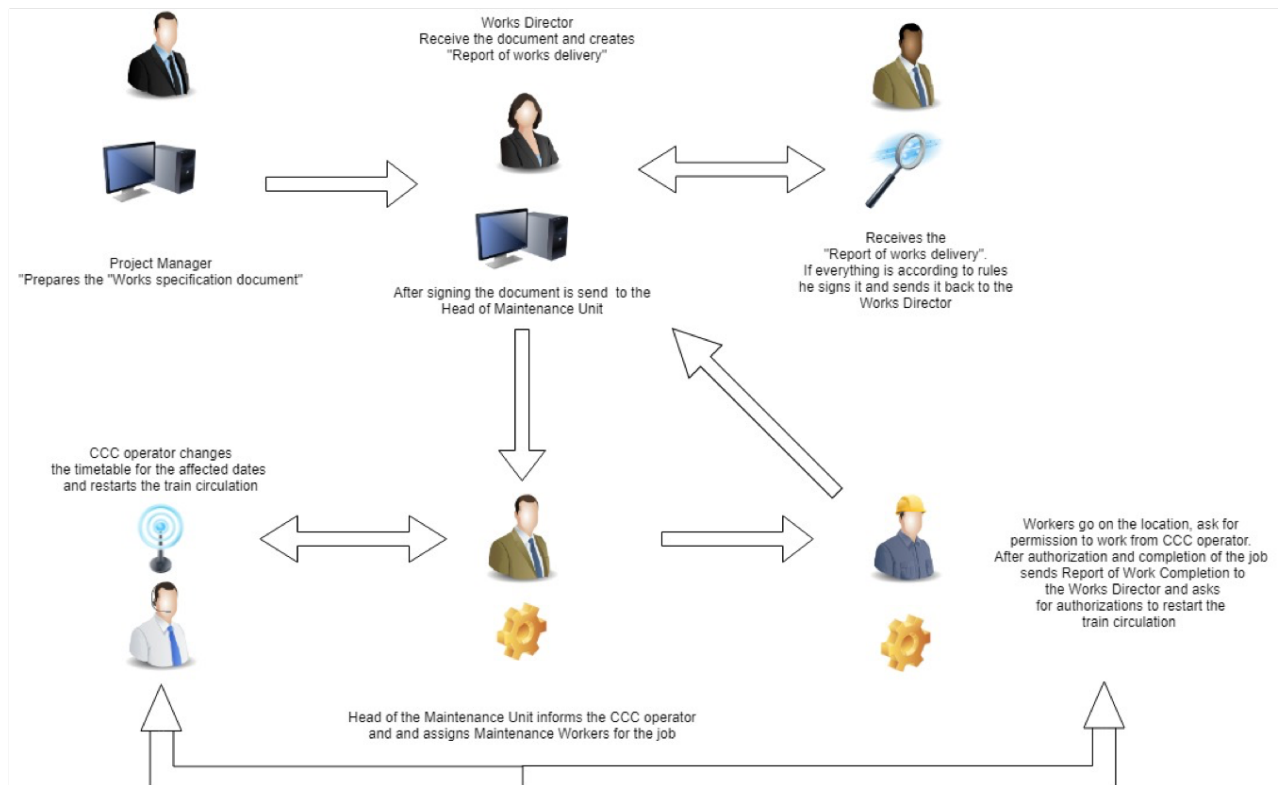 Works Director
Receive the document and creates
"Report of works delivery"
Project Manager
"Prepares the "Works specification document"
After signing the document is send to the
Head of Maintenance Unit
Receives the
"Report of works delivery".
If everything is according to rules
he signs it and sends it back to the
Works Director
CCC operator changes
the timetable for the affected dates
and restarts the train circulation
Workers go on the location, ask for
permission to work from CCC operator.
After authorization and completion of the job
sends Report of Work Completion to
the Works Director and asks
for authorizations to restart the
train circulation
Head of the Maintenance Unit informs the CCC operator
and and assigns Maintenance Workers for the job